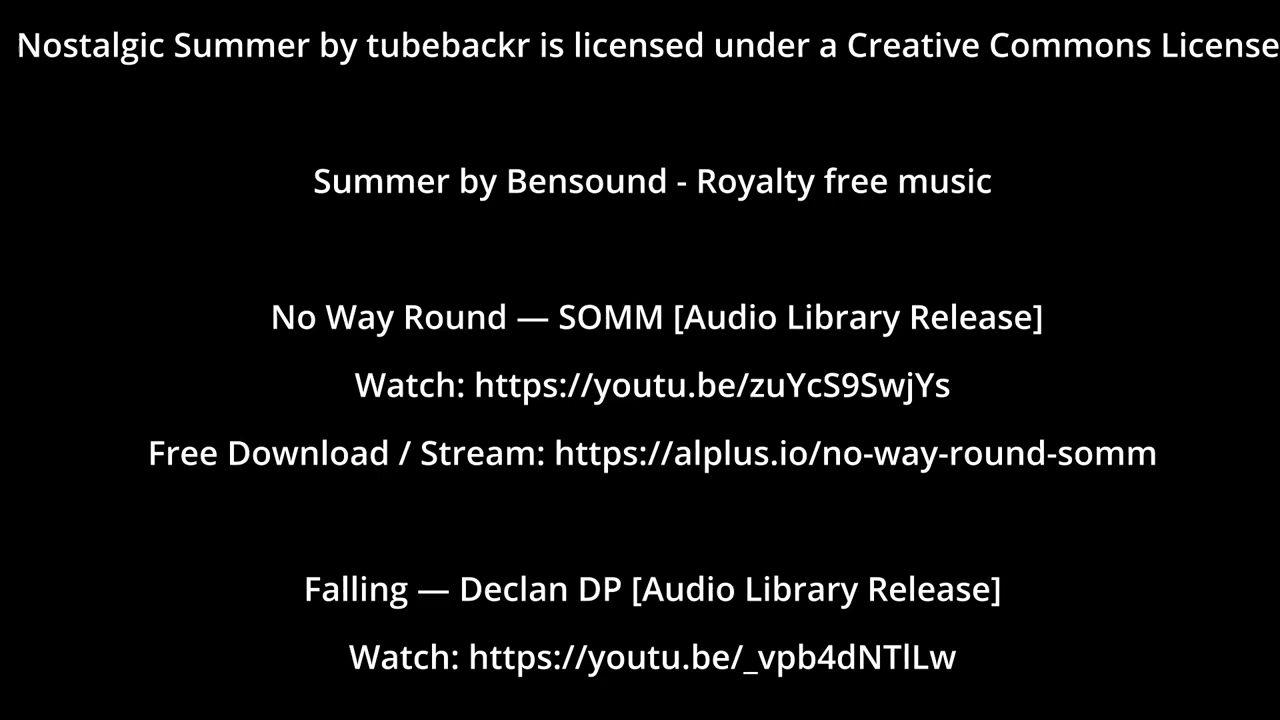 Nostalgic Summer by tubebackr is licensed under a Creative Commons License
Summer by Bensound - Royalty free music
No Way Round — SOMM [Audio Library Release]
Watch: https://youtu.be/zuYcS9SwjYs
Free Download / Stream: https://alplus.io/no-way-round-somm
Falling — Declan DP [Audio Library Release]
Watch: https://youtu.be/_vpb4dNTlLw